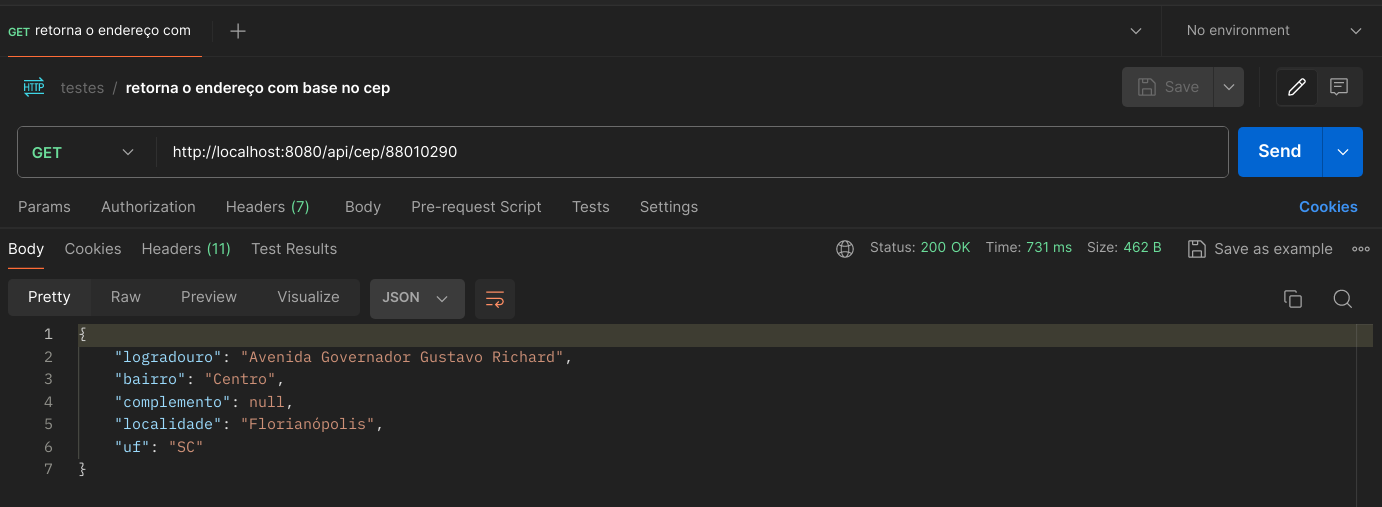 GET retorna o endereço com
No environment
HTTP testes / retorna o endereço com base no cep
Save
GET http://localhost:8080/api/cep/88010290 Send
Params Authorization Headers (7) Body Pre-request Script Tests Settings Cookies
Body Cookies Headers (11) Test Results Status: 200 OK Time: 731 ms Size: 462 B Save as example
Pretty Raw Preview Visualize JSON
1 {
2 "logradouro": "Avenida Governador Gustavo Richard",
3 "bairro": "Centro",
4 "complemento": null,
5 "localidade": "Florianópolis",
6 "uf": "SC"
7 }